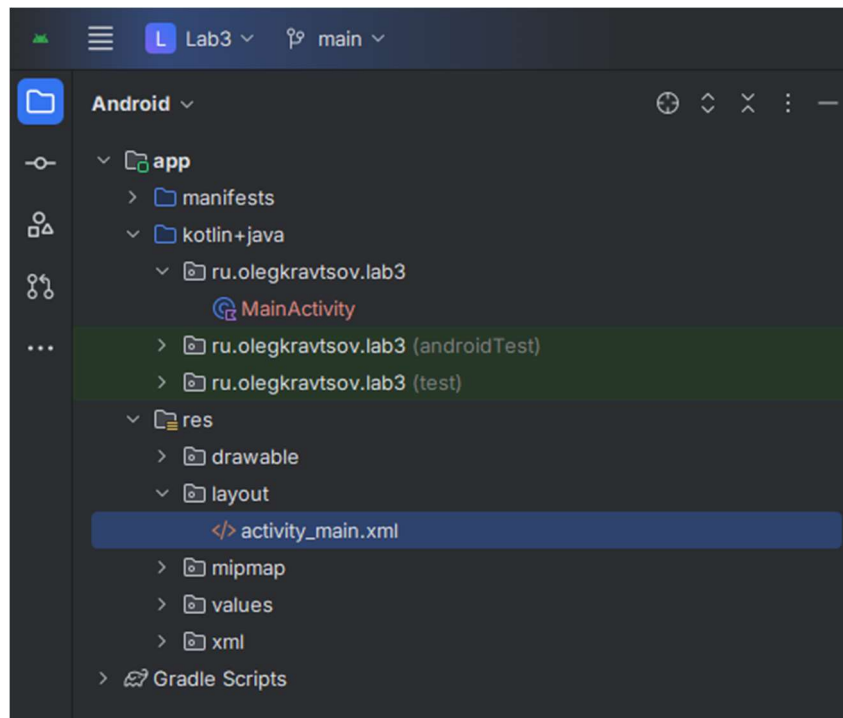 L Lab3 main
Android
app
manifests
kotlin+java
ru.olegkravtsov.lab3
MainActivity
ru.olegkravtsov.lab3 (androidTest)
ru.olegkravtsov.lab3 (test)
res
drawable
layout
activity_main.xml
mipmap
values
xml
Gradle Scripts